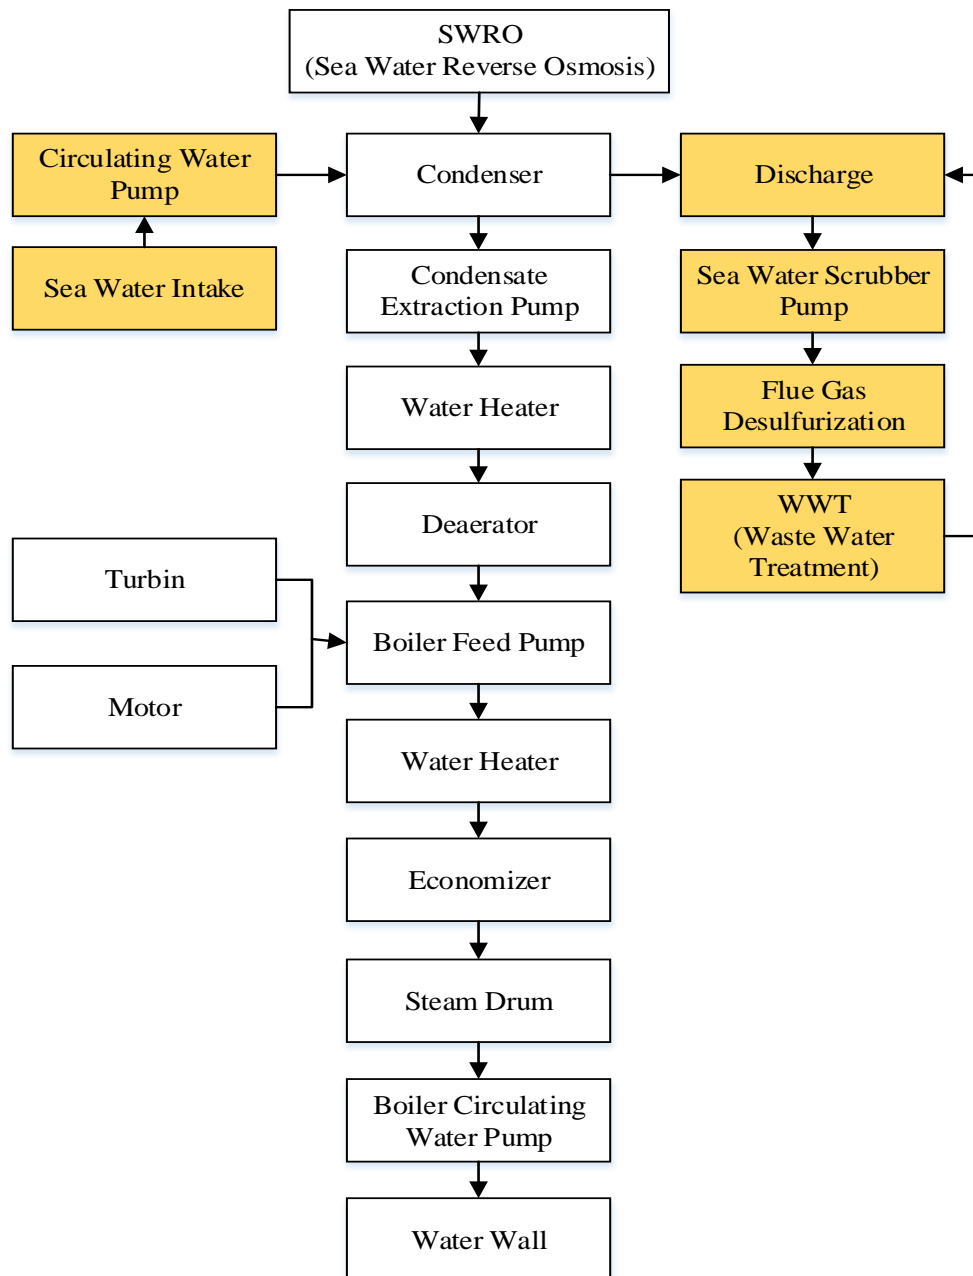 SWRO
(Sea Water Reverse Osmosis)
Circulating Water
Pump
Condenser
Discharge
Sea Water Intake
Condensate
Extraction Pump
Sea Water Scrubber
Pump
Water Heater
Flue Gas
Desulfurization
Deaerator
WWT
(Waste Water
Treatment)
Turbin
Boiler Feed Pump
Motor
Water Heater
Economizer
Steam Drum
Boiler Circulating
Water Pump
Water Wall